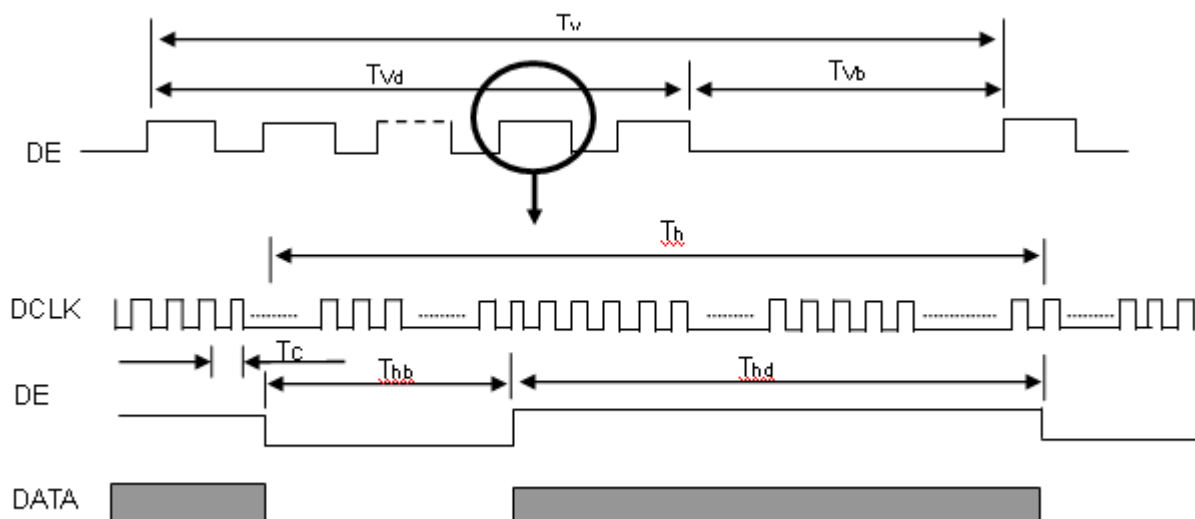 Tv
TVd
TVb
DE
Th
DCLK
TC
Thb
Thd
DE
DATA